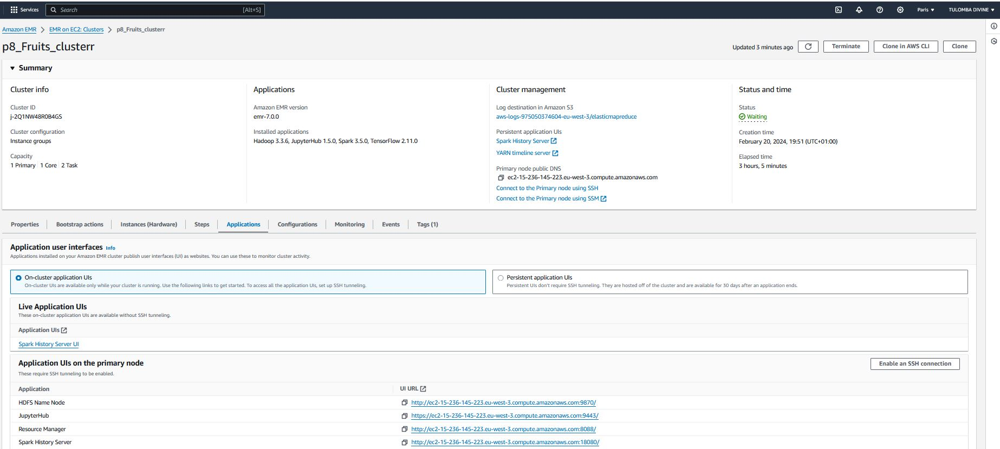 Services
Search [Alt+S]
Paris ▼ TULOMBA DIVINE ▼
Amazon EMR > EMR on EC2: Clusters > p8_Fruits_clusterr
p8_Fruits_clusterr
Updated 3 minutes ago
Terminate
Clone in AWS CLI
Clone
▼ Summary
Cluster info
Cluster ID
j-2Q1NW48R0B4GS
Cluster configuration
Instance groups
Capacity
1 Primary 1 Core 2 Task
Applications
Amazon EMR version
emr-7.0.0
Installed applications
Hadoop 3.3.6, JupyterHub 1.5.0, Spark 3.5.0, TensorFlow 2.11.0
Cluster management
Log destination in Amazon S3
aws-logs-975050374604-eu-west-3/elasticmapreduce
Persistent application UIs
Spark History Server
YARN timeline server
Primary node public DNS
ec2-15-236-145-223.eu-west-3.compute.amazonaws.com
Connect to the Primary node using SSH
Connect to the Primary node using SSM
Status and time
Status
Waiting
Creation time
February 20, 2024, 19:51 (UTC+01:00)
Elapsed time
3 hours, 5 minutes
Properties Bootstrap actions Instances (Hardware) Steps Applications Configurations Monitoring Events Tags (1)
Application user interfaces Info
Applications installed on your Amazon EMR cluster publish user interfaces (UI) as websites. You can use these to monitor cluster activity.
On-cluster application UIs
On-cluster UIs are available only while your cluster is running. Use the following links to get started. To access all the application UIs, set up SSH tunneling.
Persistent application UIs
Persistent UIs don't require SSH tunneling. They are hosted off of the cluster and are available for 30 days after an application ends.
Live Application UIs
These on-cluster application UIs are available without SSH tunneling.
Application UIs
Spark History Server UI
Application UIs on the primary node
These require SSH tunneling to be enabled.
Enable an SSH connection
Application UI URL
HDFS Name Node http://ec2-15-236-145-223.eu-west-3.compute.amazonaws.com:9870/
JupyterHub https://ec2-15-236-145-223.eu-west-3.compute.amazonaws.com:9443/
Resource Manager http://ec2-15-236-145-223.eu-west-3.compute.amazonaws.com:8088/
Spark History Server http://ec2-15-236-145-223.eu-west-3.compute.amazonaws.com:18080/